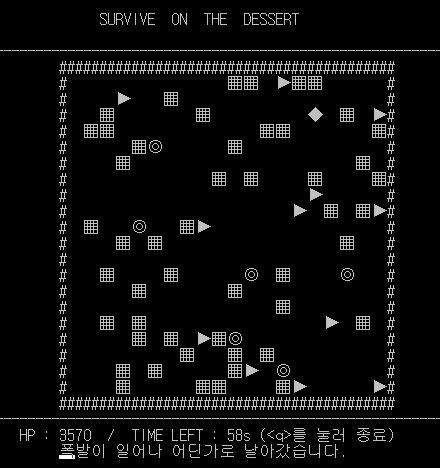 SURVIVE ON THE DESSERT
HP : 3570 / TIME LEFT : 58s (<q>를 눌러 종료)
폭발이 일어나 어딘가로 날아갔습니다.